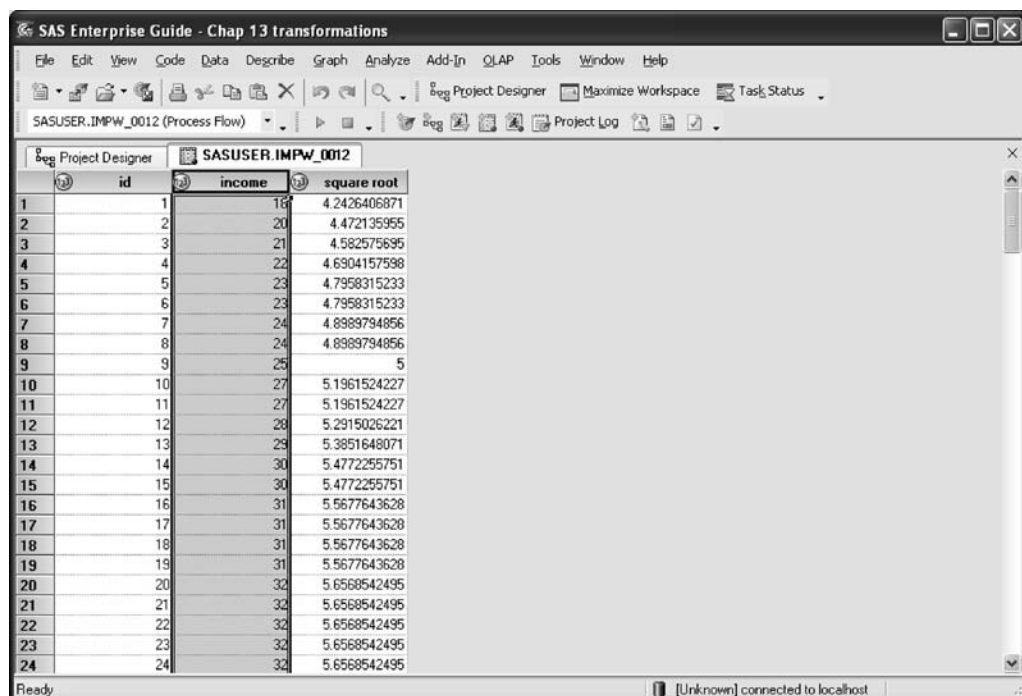 SAS Enterprise Guide - Chap 13 transformations
File Edit View Code Data Describe Graph Analyze Add-In OLAP Tools Window Help
Project Designer Maximize Workspace Task Status
SASUSER.IMPW_0012 (Process Flow) Project Log
Project Designer SASUSER.IMPW_0012
id income square root
1 1 18 4.2426406871
2 2 20 4.472135955
3 3 21 4.582575695
4 4 22 4.6904157598
5 5 23 4.7958315233
6 6 23 4.7958315233
7 7 24 4.8989794856
8 8 24 4.8989794856
9 9 25 5
10 10 27 5.1961524227
11 11 27 5.1961524227
12 12 28 5.2915026221
13 13 29 5.3851648071
14 14 30 5.4772255751
15 15 30 5.4772255751
16 16 31 5.5677643628
17 17 31 5.5677643628
18 18 31 5.5677643628
19 19 31 5.5677643628
20 20 32 5.6568542495
21 21 32 5.6568542495
22 22 32 5.6568542495
23 23 32 5.6568542495
24 24 32 5.6568542495
Ready [Unknown] connected to localhost